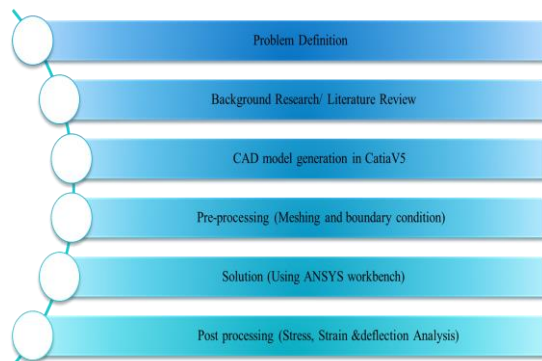 Problem Definition
Background Research/ Literature Review
CAD model generation in CatiaV5
Pre-processing (Meshing and boundary condition)
Solution (Using ANSYS workbench)
Post processing (Stress, Strain &deflection Analysis)